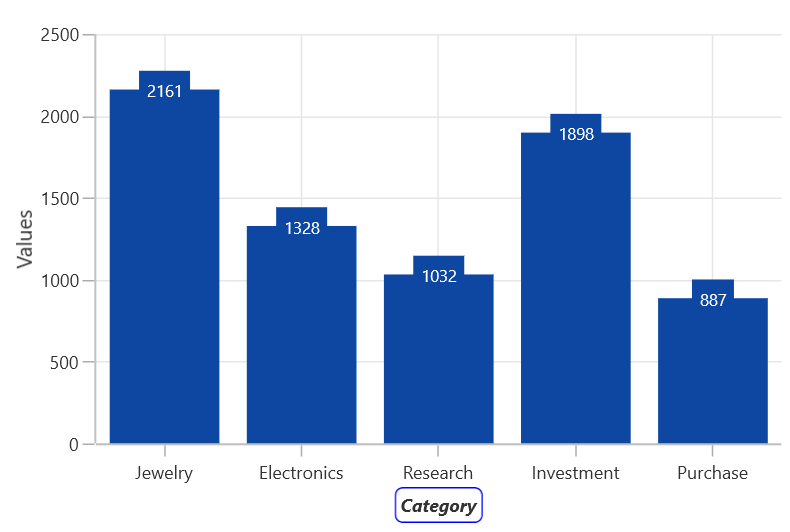 2500
2000
1500
1000
500
0
Values
2161
1328
1032
1898
887
Jewelry
Electronics
Research
Investment
Purchase
Category